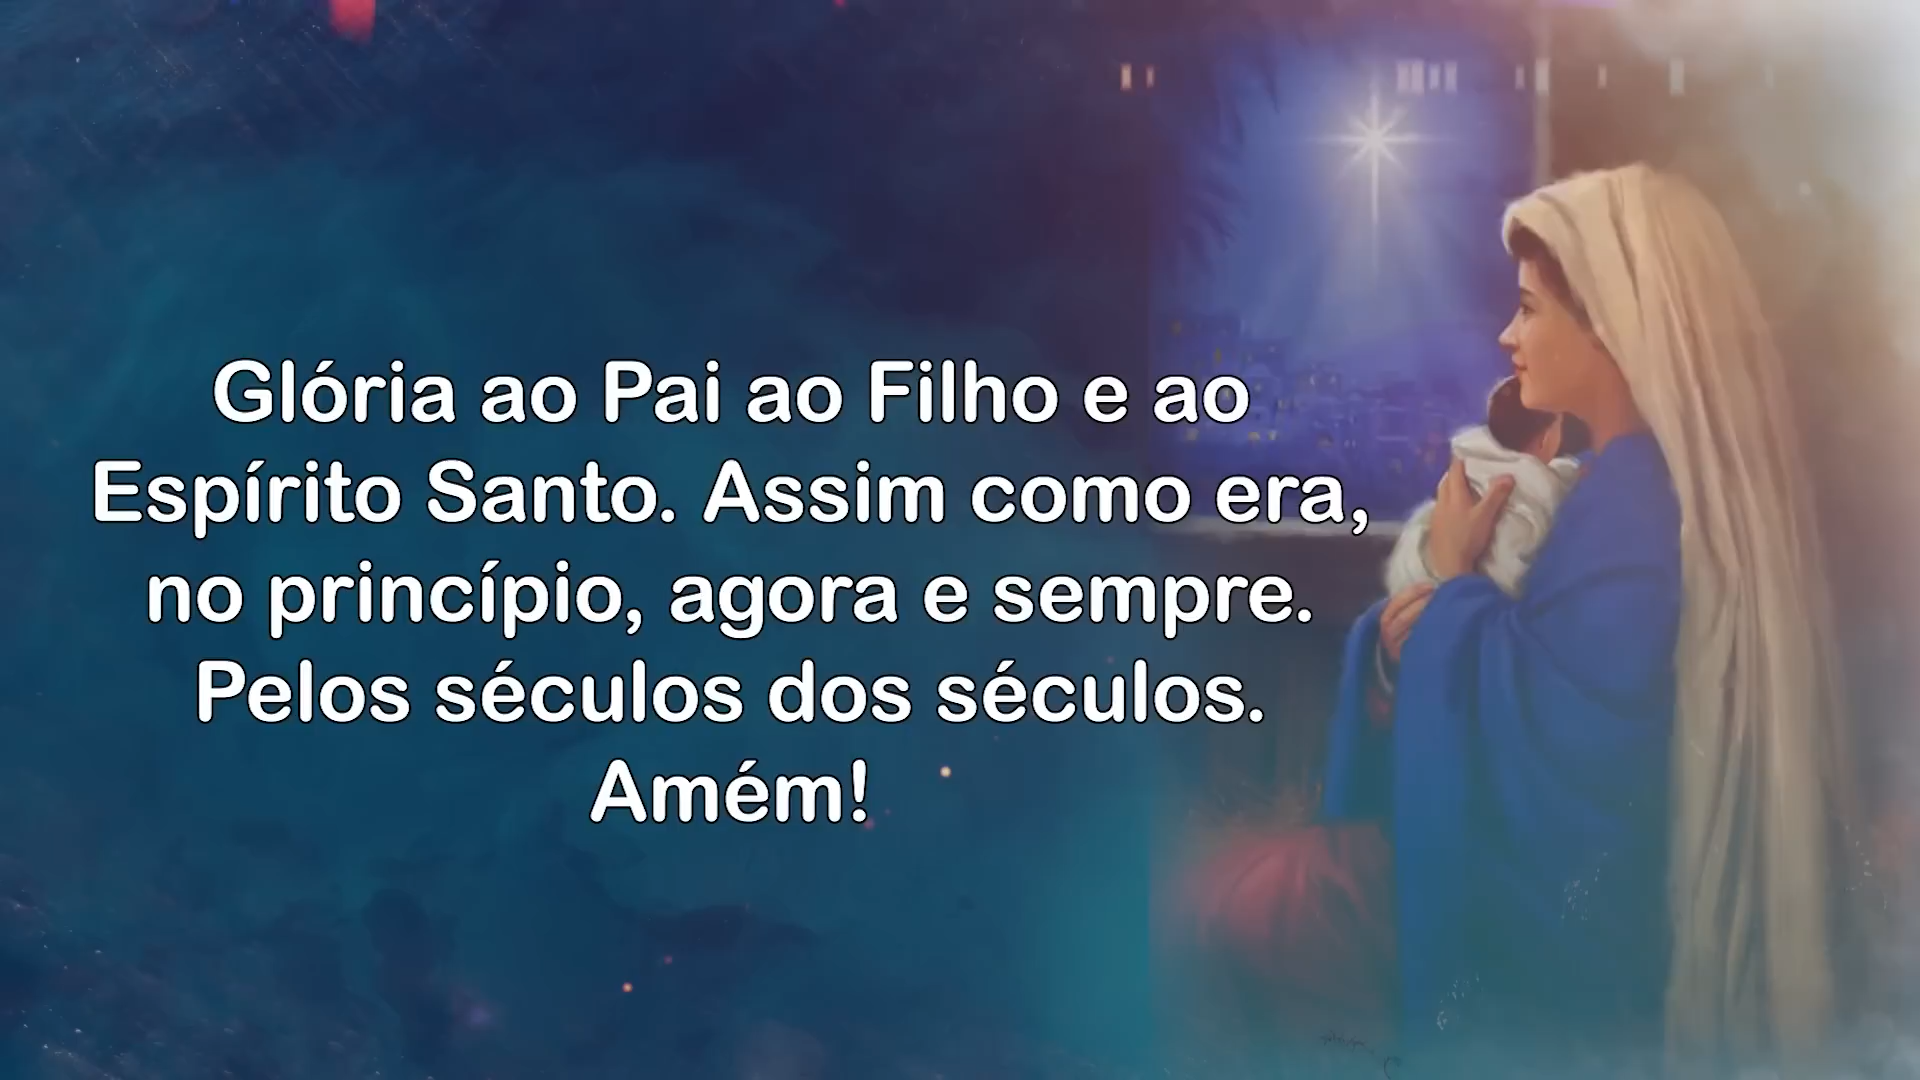 Glória ao Pai ao Filho e ao
Espírito Santo. Assim como era,
no princípio, agora e sempre.
Pelos séculos dos séculos.
Amém!